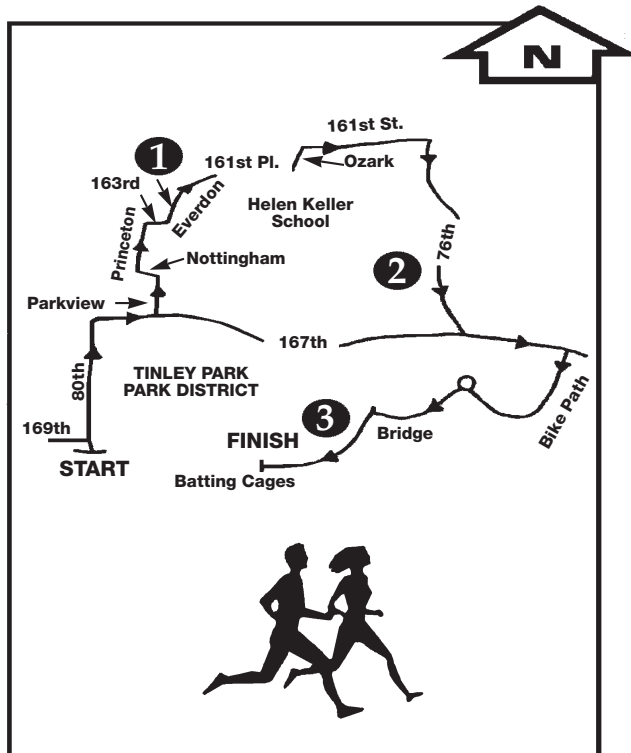 N
161st St.
1
161st Pl.
Ozark
163rd
Everdon
Helen Keller
School
Princeton
Nottingham
76th
2
Parkview
167th
80th
TINLEY PARK
PARK DISTRICT
169th
START
FINISH
3
Bridge
Bike Path
Batting Cages